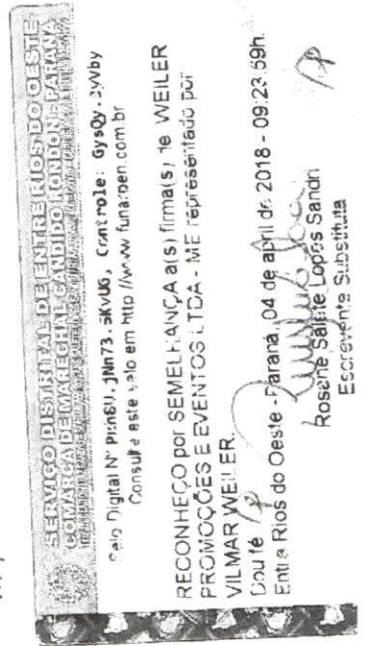 SERVIÇO DISTRITAL DE ENTRE RIOS DO OESTE
COMARCA DE MARECHAL CANDIDO RONDON - PARANÁ
Selo Digital Nº
Controle:
Consulte este selo em http://www.funarpen.com.br
RECONHEÇO por SEMELHANÇA a(s) firma(s) de WEILER
PROMOÇÕES E EVENTOS LTDA - ME representado por
VILMAR WEILER.
Dou fé
Entre Rios do Oeste - Paraná, 04 de abril de 2018 - 09:23:59h.
Rosene Salete Lopes Sandri
Escrevente Substituta